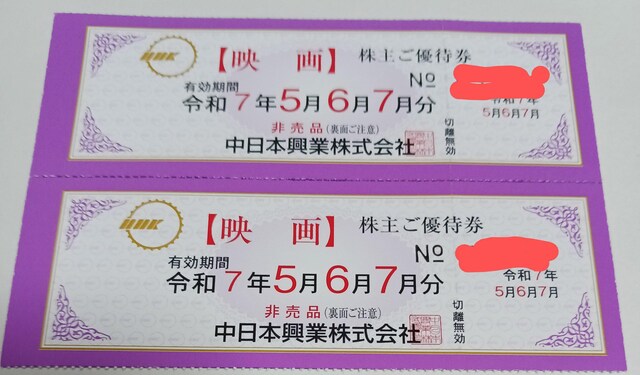 【映 画】 株主ご優待券
No
有効期間
令和7年5月6月7月分
令和7年
5月6月7月
非売品(裏面ご注意)
中日本興業株式会社
切離無効
【映 画】 株主ご優待券
No
有効期間
令和7年5月6月7月分
令和7年
5月6月7月
非売品(裏面ご注意)
中日本興業株式会社
切離無効